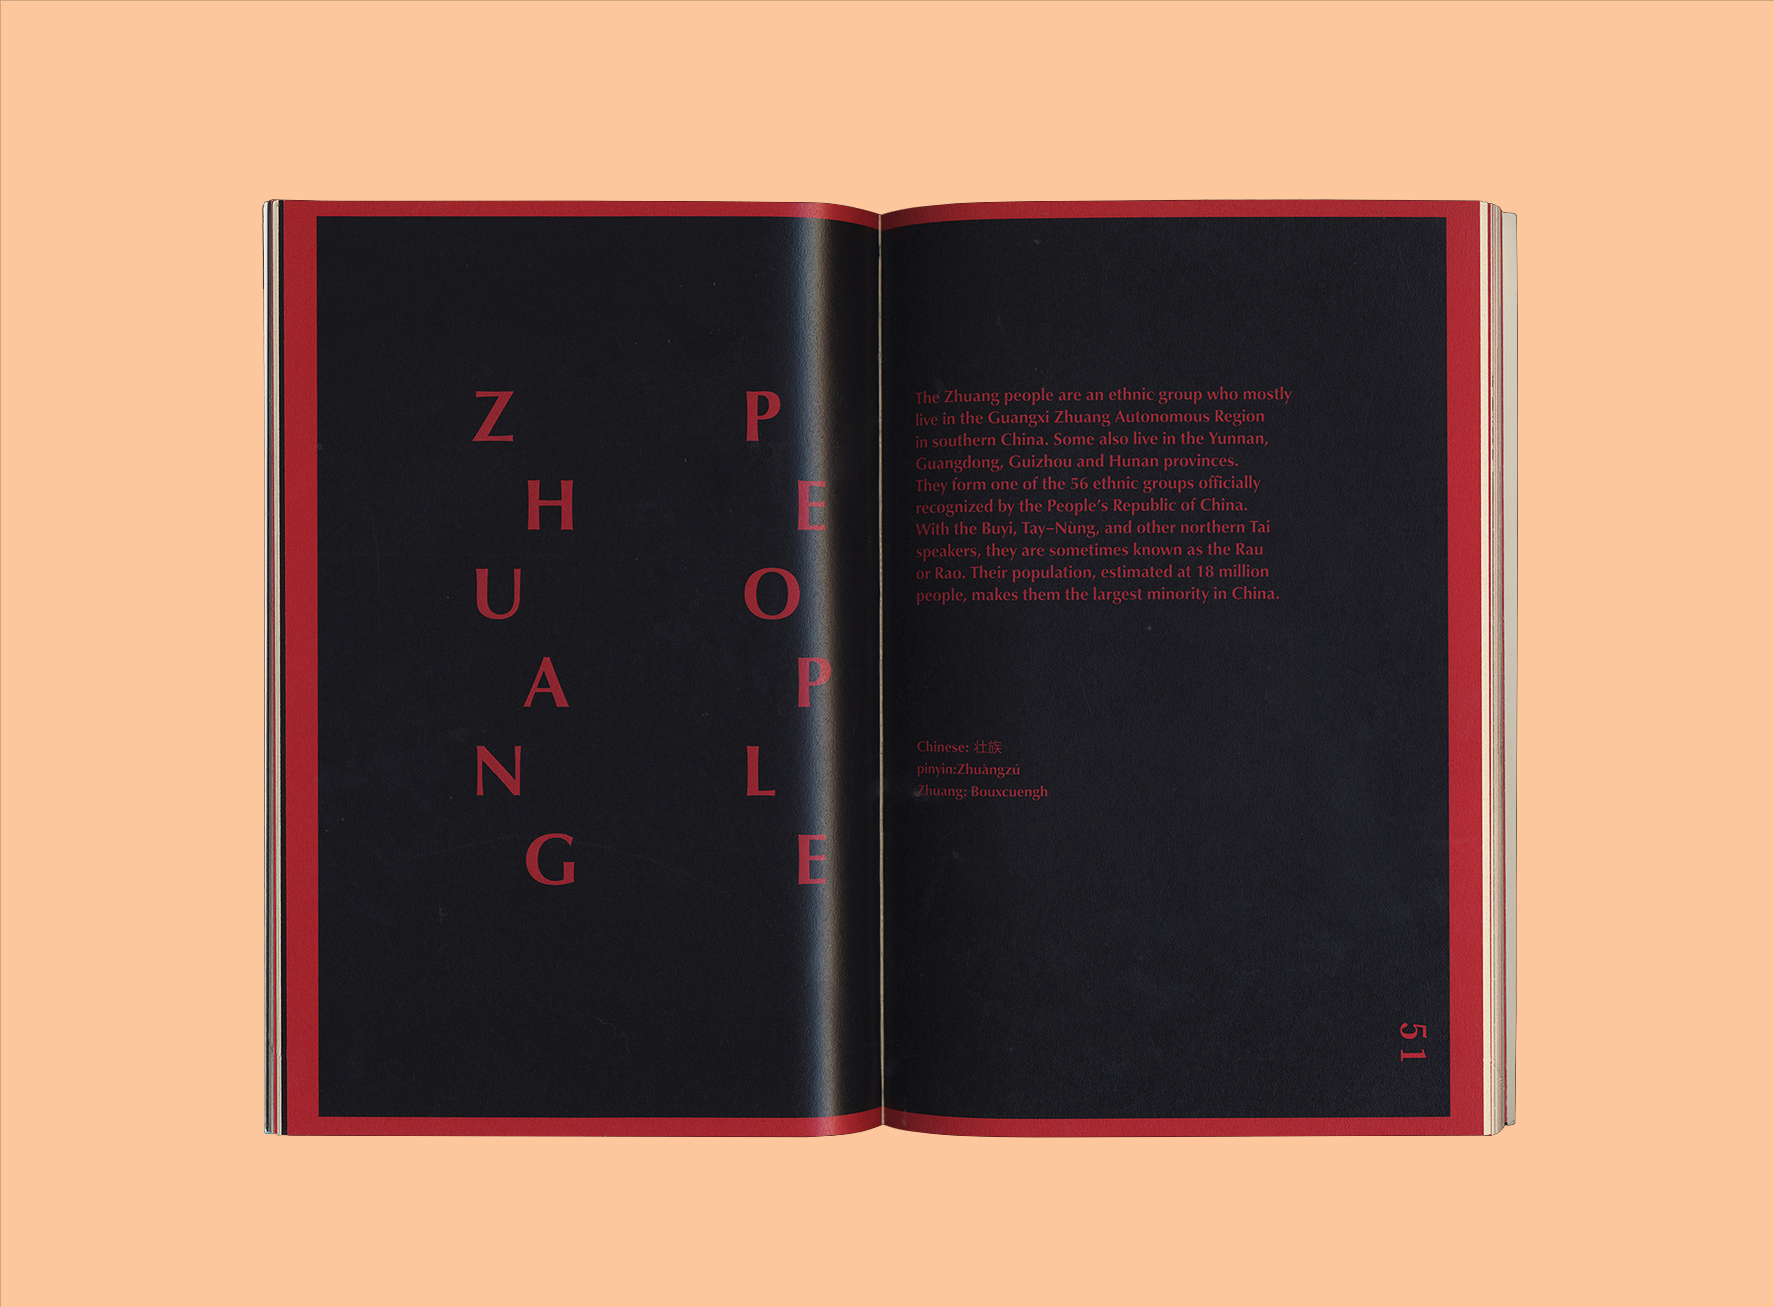 ZHUANG
PEOPLE
The Zhuang people are an ethnic group who mostly
live in the Guangxi Zhuang Autonomous Region
in southern China. Some also live in the Yunnan,
Guangdong, Guizhou and Hunan provinces.
They form one of the 56 ethnic groups officially
recognized by the People’s Republic of China.
With the Buyi, Tay–Nùng, and other northern Tai
speakers, they are sometimes known as the Rau
or Rao. Their population, estimated at 18 million
people, makes them the largest minority in China.
Chinese: 壮族
pinyin:Zhuàngzú
Zhuang: Bouxcuengh
51